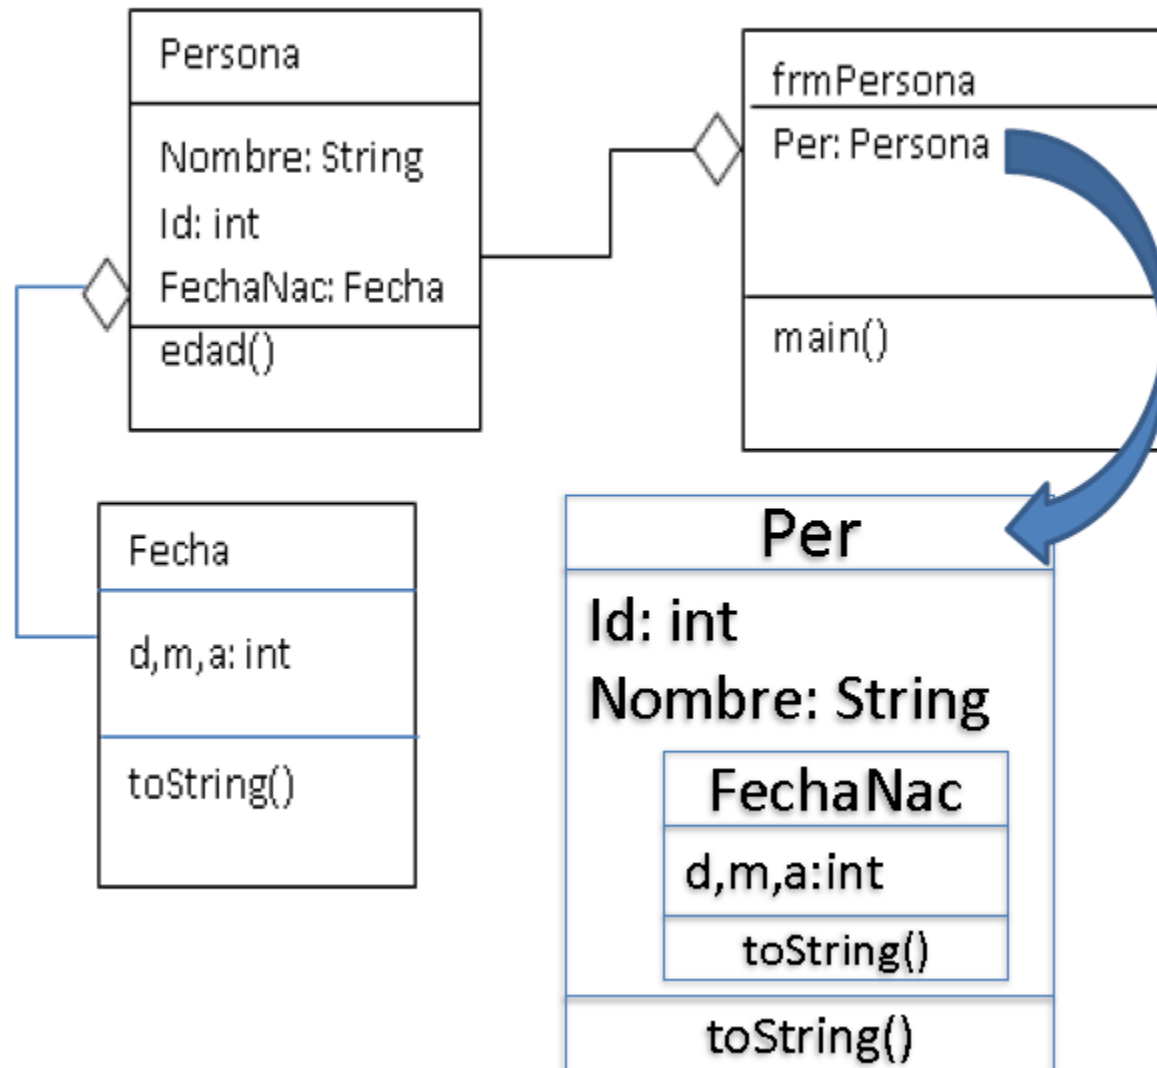 Persona
Nombre: String
Id: int
FechaNac: Fecha
edad()
frmPersona
Per: Persona
main()
Fecha
d,m,a: int
toString()
Per
Id: int
Nombre: String
FechaNac
d,m,a:int
toString()
toString()